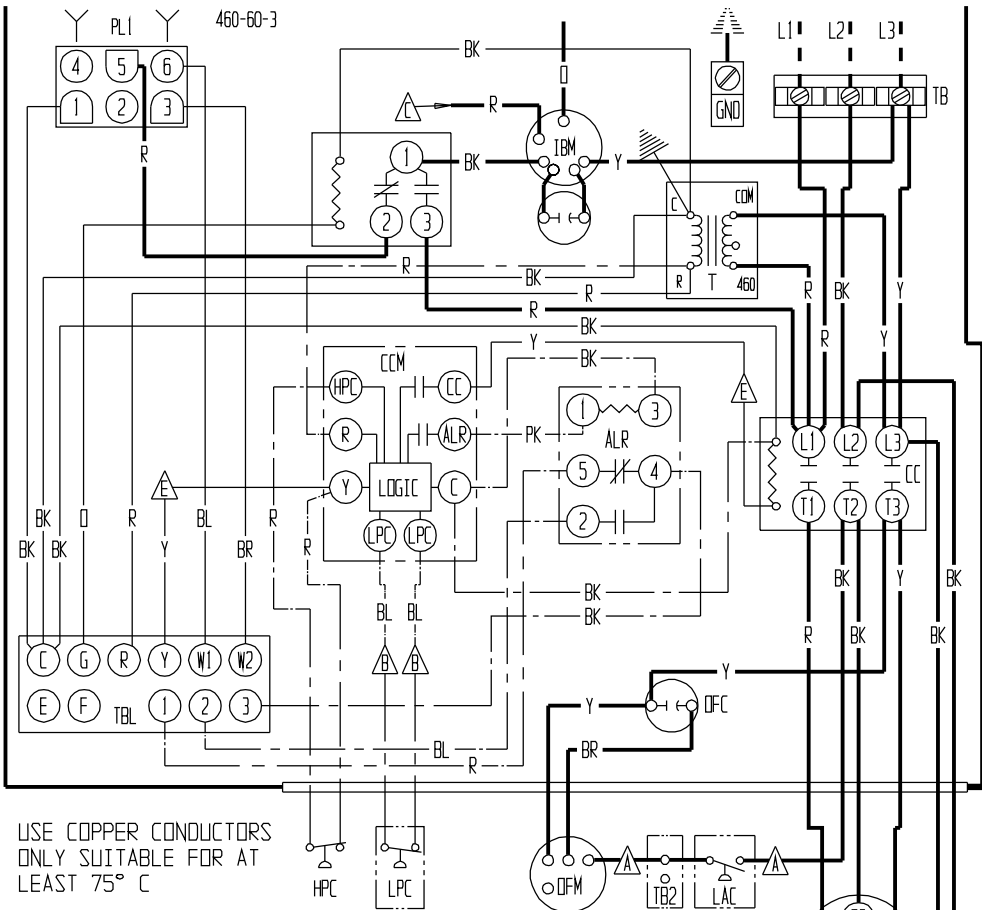 PL1
460-60-3
4 5 6
1 2 3
R
BK
C
R
O
IBM
GND
L1 L2 L3
TB
1
BK
Y
2 3
C COM
R T 460
R
BK
R
R
BK
Y
BK
R BK Y
R Y
CCM
HPC CC
R ALR
Y LOGIC C
LPC LPC
PK
1 3
ALR
5 4
2
E
L1 L2 L3
CC
T1 T2 T3
E
BK O R BL
BK BK Y BR
R
R
BL BL
B B
BK
BK
BK Y BK
R BK BK
C G R Y W1 W2
E F TBL 1 2 3
Y
Y
OFC
BR
BL
R
USE COPPER CONDUCTORS
ONLY SUITABLE FOR AT
LEAST 75° C
HPC
LPC
OFM
A
TB2
LAC
A